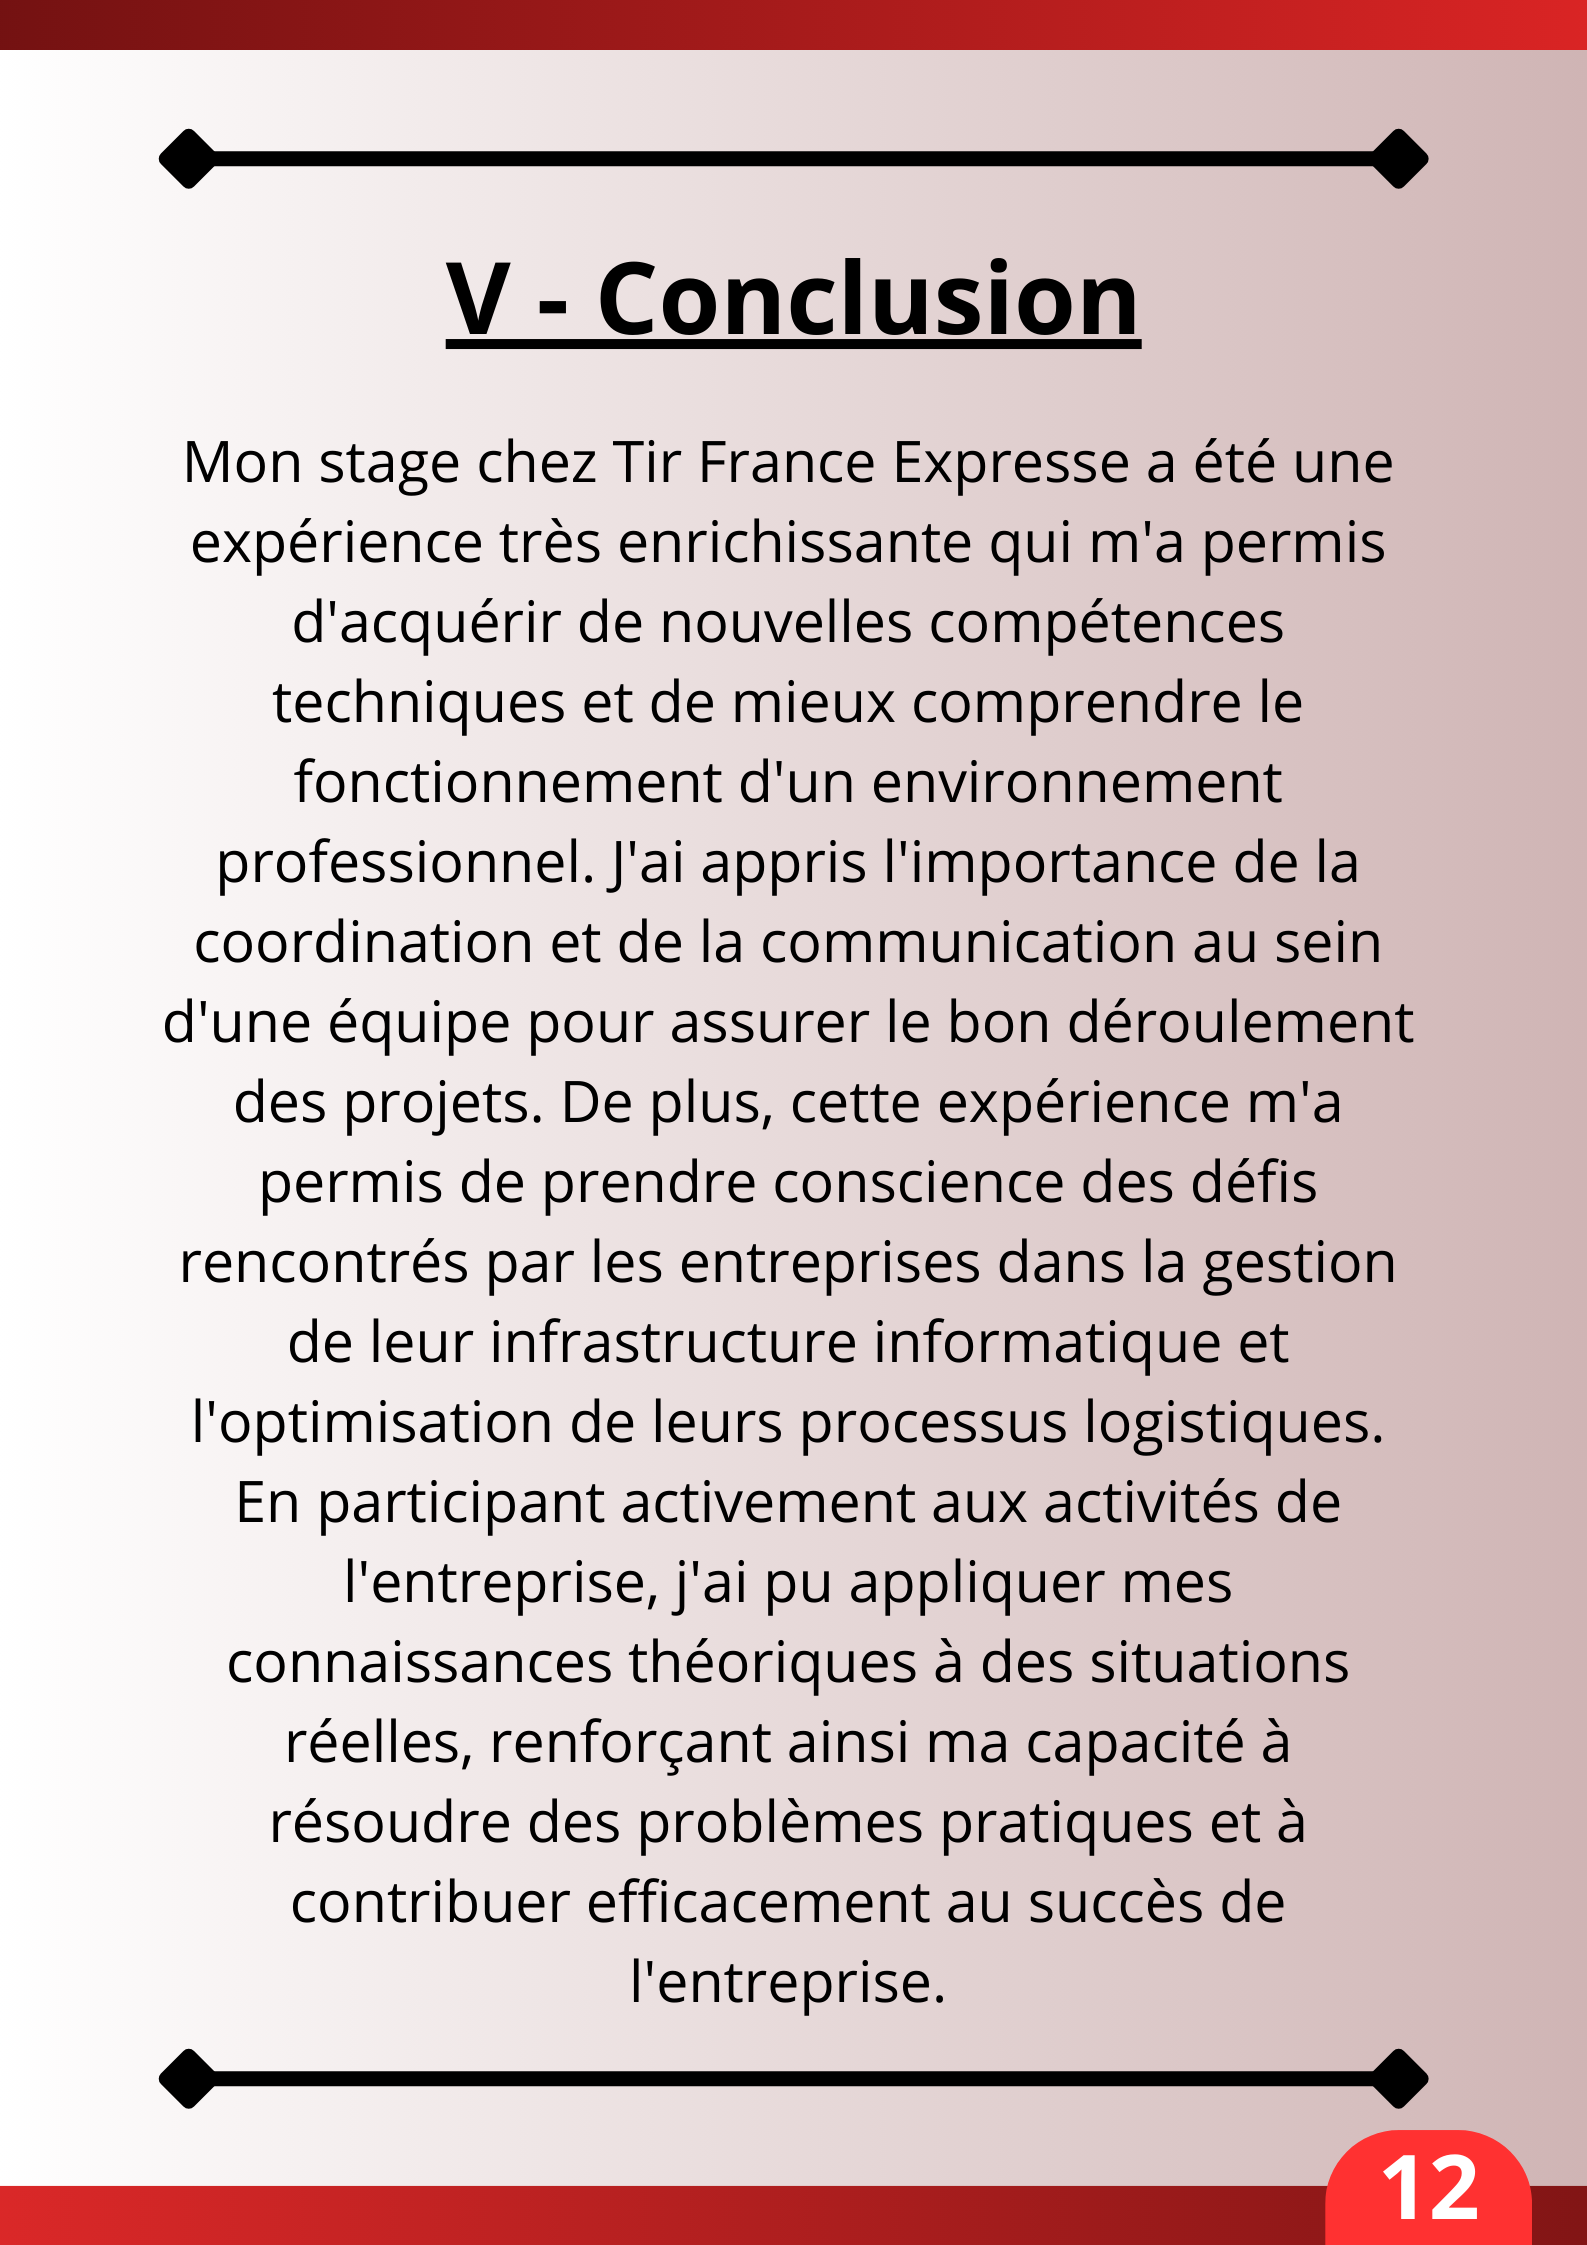 V - Conclusion
Mon stage chez Tir France Expresse a été une
expérience très enrichissante qui m'a permis
d'acquérir de nouvelles compétences
techniques et de mieux comprendre le
fonctionnement d'un environnement
professionnel. J'ai appris l'importance de la
coordination et de la communication au sein
d'une équipe pour assurer le bon déroulement
des projets. De plus, cette expérience m'a
permis de prendre conscience des défis
rencontrés par les entreprises dans la gestion
de leur infrastructure informatique et
l'optimisation de leurs processus logistiques.
En participant activement aux activités de
l'entreprise, j'ai pu appliquer mes
connaissances théoriques à des situations
réelles, renforçant ainsi ma capacité à
résoudre des problèmes pratiques et à
contribuer efficacement au succès de
l'entreprise.
12